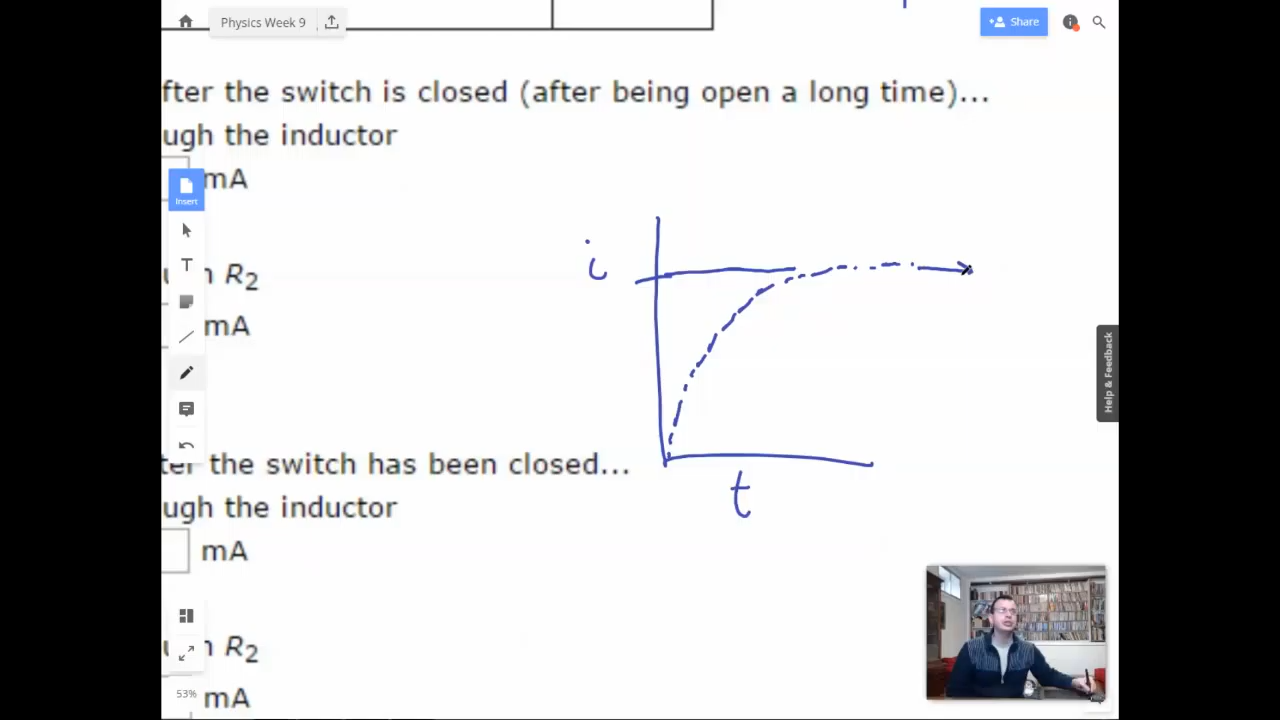 Physics Week 9
Share
fter the switch is closed (after being open a long time)...
ugh the inductor
mA
Insert
T
R2
mA
i
t
Help & Feedback
ter the switch has been closed...
ugh the inductor
mA
R2
53%
mA